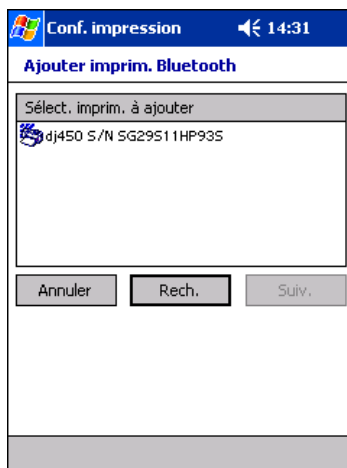 Conf. impression 14:31
Ajouter imprim. Bluetooth
Sélect. imprim. à ajouter
dj450 S/N SG29S11HP93S
Annuler Rech. Suiv.